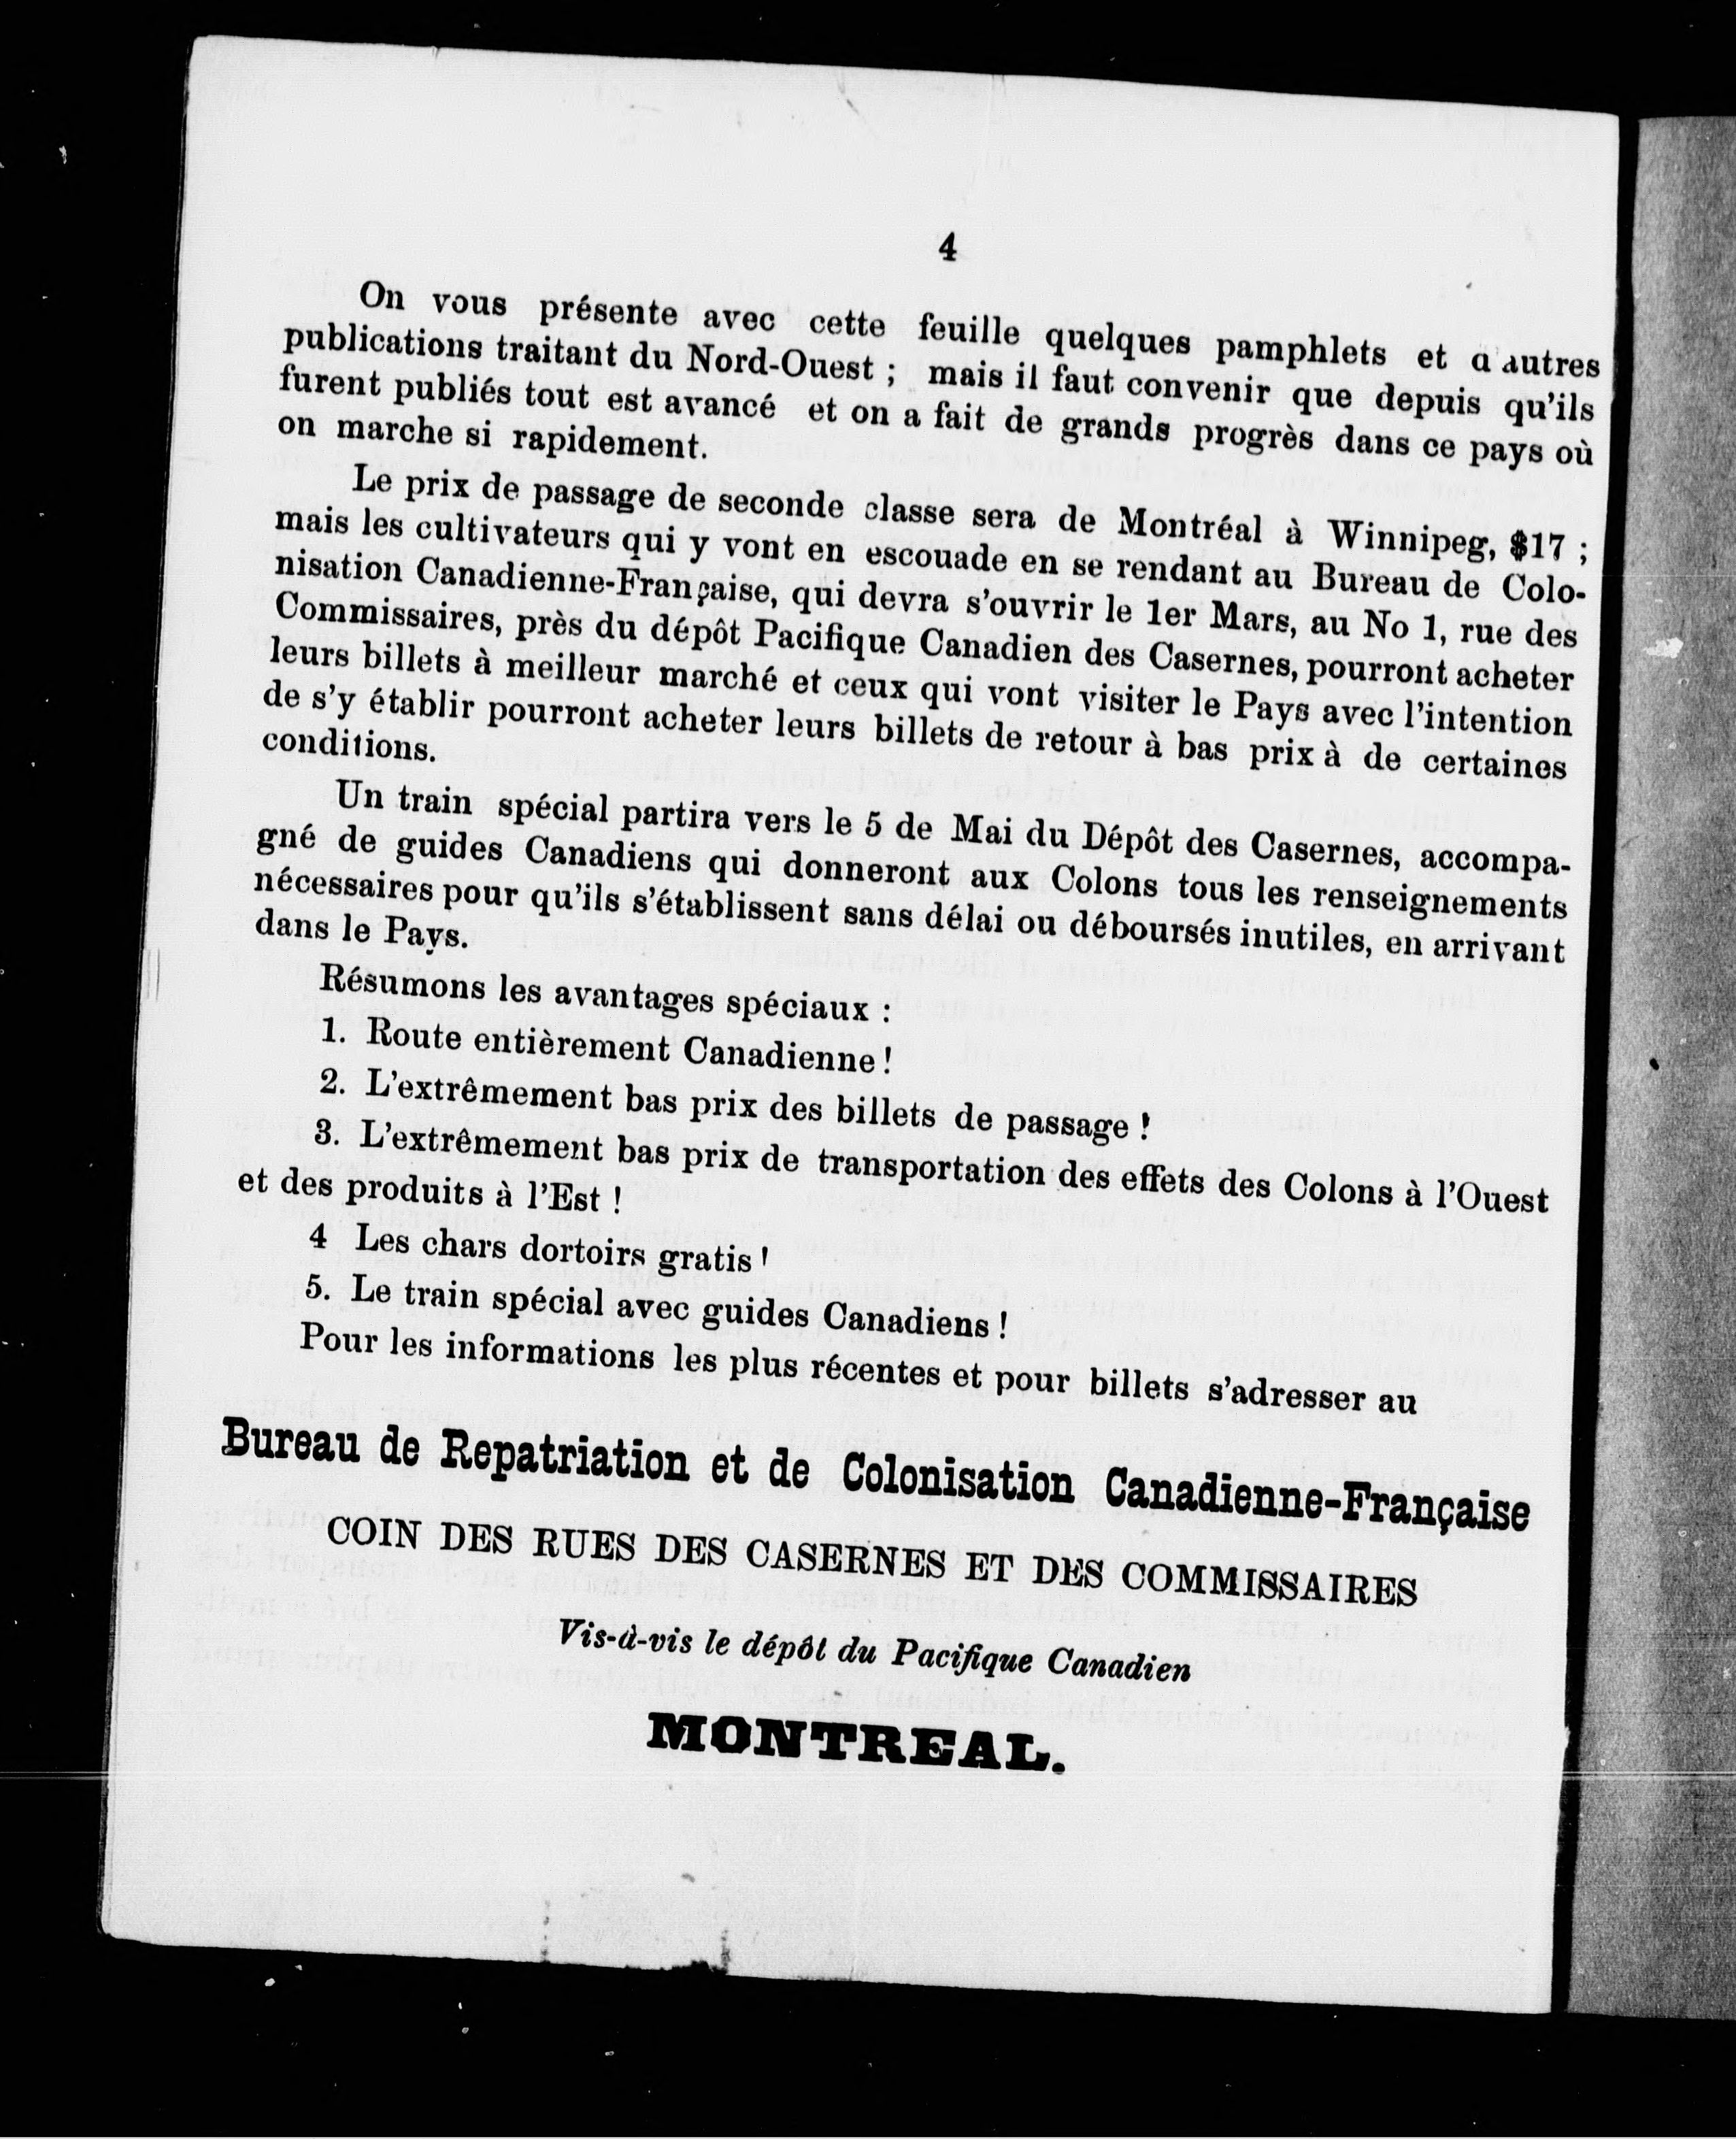 4
On vous présente avec cette feuille quelques pamphlets et d'autres
publications traitant du Nord-Ouest ; mais il faut convenir que depuis qu'ils
furent publiés tout est avancé et on a fait de grands progrès dans ce pays où
on marche si rapidement.
Le prix de passage de seconde classe sera de Montréal à Winnipeg, $17 ;
mais les cultivateurs qui y vont en escouade en se rendant au Bureau de Colo-
nisation Canadienne-Française, qui devra s'ouvrir le 1er Mars, au No 1, rue des
Commissaires, près du dépôt Pacifique Canadien des Casernes, pourront acheter
leurs billets à meilleur marché et ceux qui vont visiter le Pays avec l'intention
de s'y établir pourront acheter leurs billets de retour à bas prix à de certaines
conditions.
Un train spécial partira vers le 5 de Mai du Dépôt des Casernes, accompa-
gné de guides Canadiens qui donneront aux Colons tous les renseignements
nécessaires pour qu'ils s'établissent sans délai ou déboursés inutiles, en arrivant
dans le Pays.
Résumons les avantages spéciaux :
1. Route entièrement Canadienne !
2. L'extrêmement bas prix des billets de passage !
3. L'extrêmement bas prix de transportation des effets des Colons à l'Ouest
et des produits à l'Est !
4 Les chars dortoirs gratis !
5. Le train spécial avec guides Canadiens !
Pour les informations les plus récentes et pour billets s'adresser au
Bureau de Repatriation et de Colonisation Canadienne-Française
COIN DES RUES DES CASERNES ET DES COMMISSAIRES
Vis-à-vis le dépôt du Pacifique Canadien
MONTREAL.